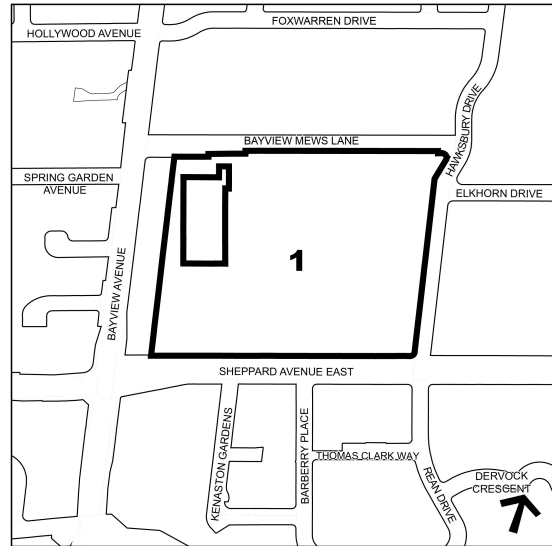 FOXWARREN DRIVE
HOLLYWOOD AVENUE
HAWKSBURY DRIVE
BAYVIEW MEWS LANE
SPRING GARDEN
AVENUE
ELKHORN DRIVE
BAYVIEW AVENUE
1
SHEPPARD AVENUE EAST
KENASTON GARDENS
BARBERRY PLACE
THOMAS CLARK WAY
REAN DRIVE
DERVOCK
CRESCENT